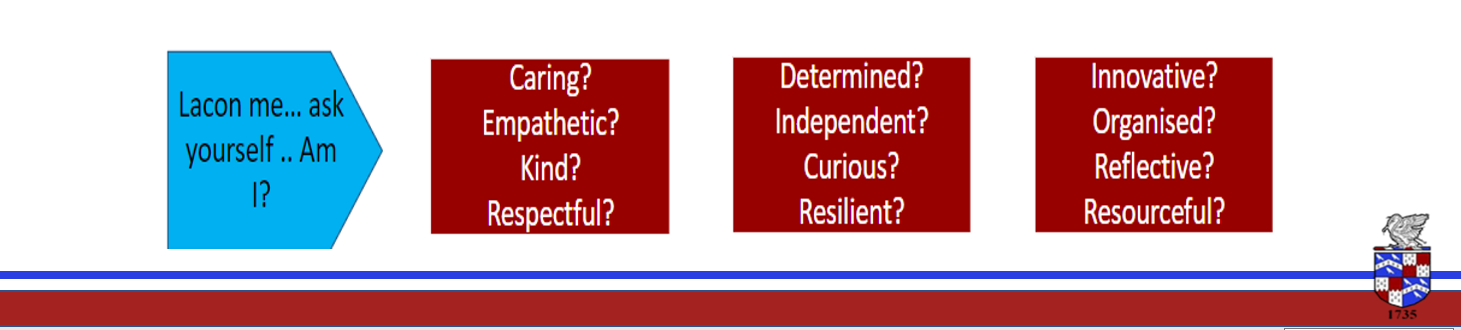 Lacon me... ask
yourself .. Am
I?
Caring?
Empathetic?
Kind?
Respectful?
Determined?
Independent?
Curious?
Resilient?
Innovative?
Organised?
Reflective?
Resourceful?
1735